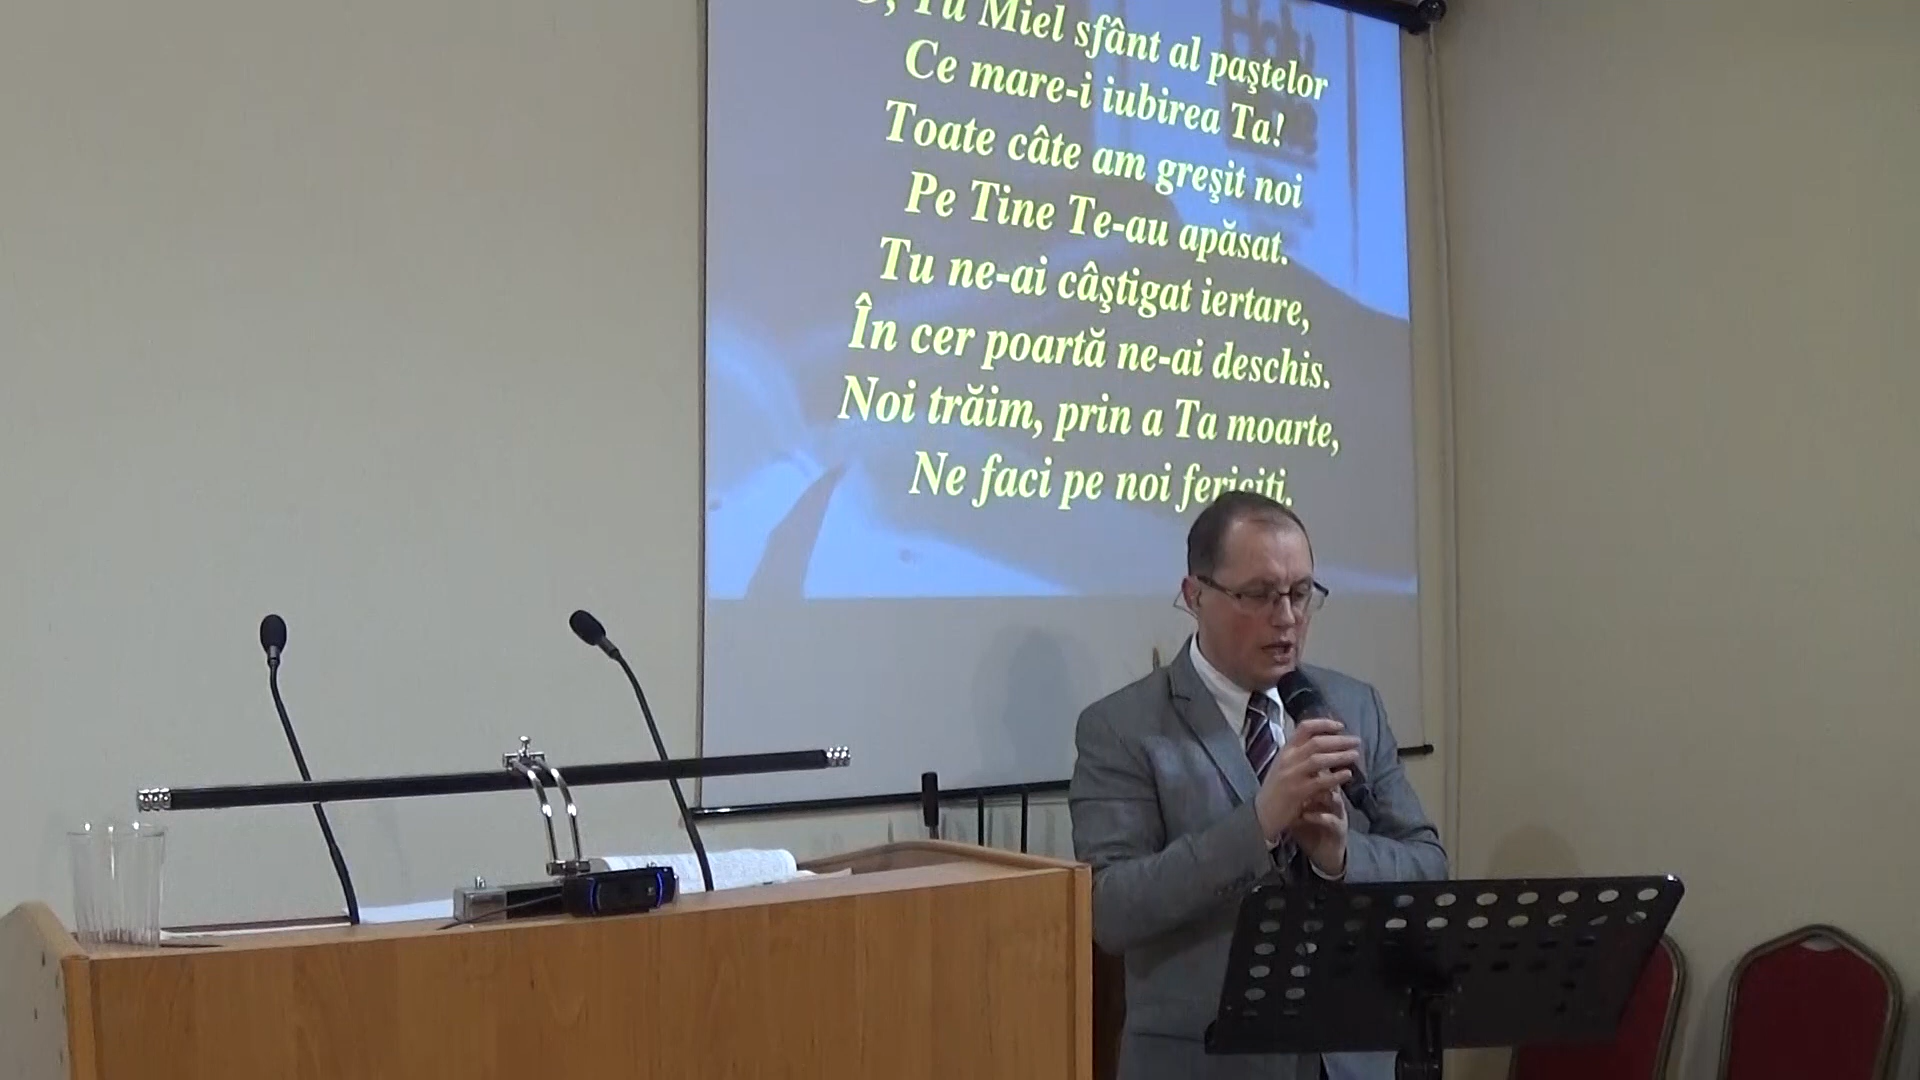 O, Tu Miel sfânt al paştelor
Ce mare-i iubirea Ta!
Toate câte am greşit noi
Pe Tine Te-au apăsat.
Tu ne-ai câştigat iertare,
În cer poartă ne-ai deschis.
Noi trăim, prin a Ta moarte,
Ne faci pe noi fericiti.
Holy